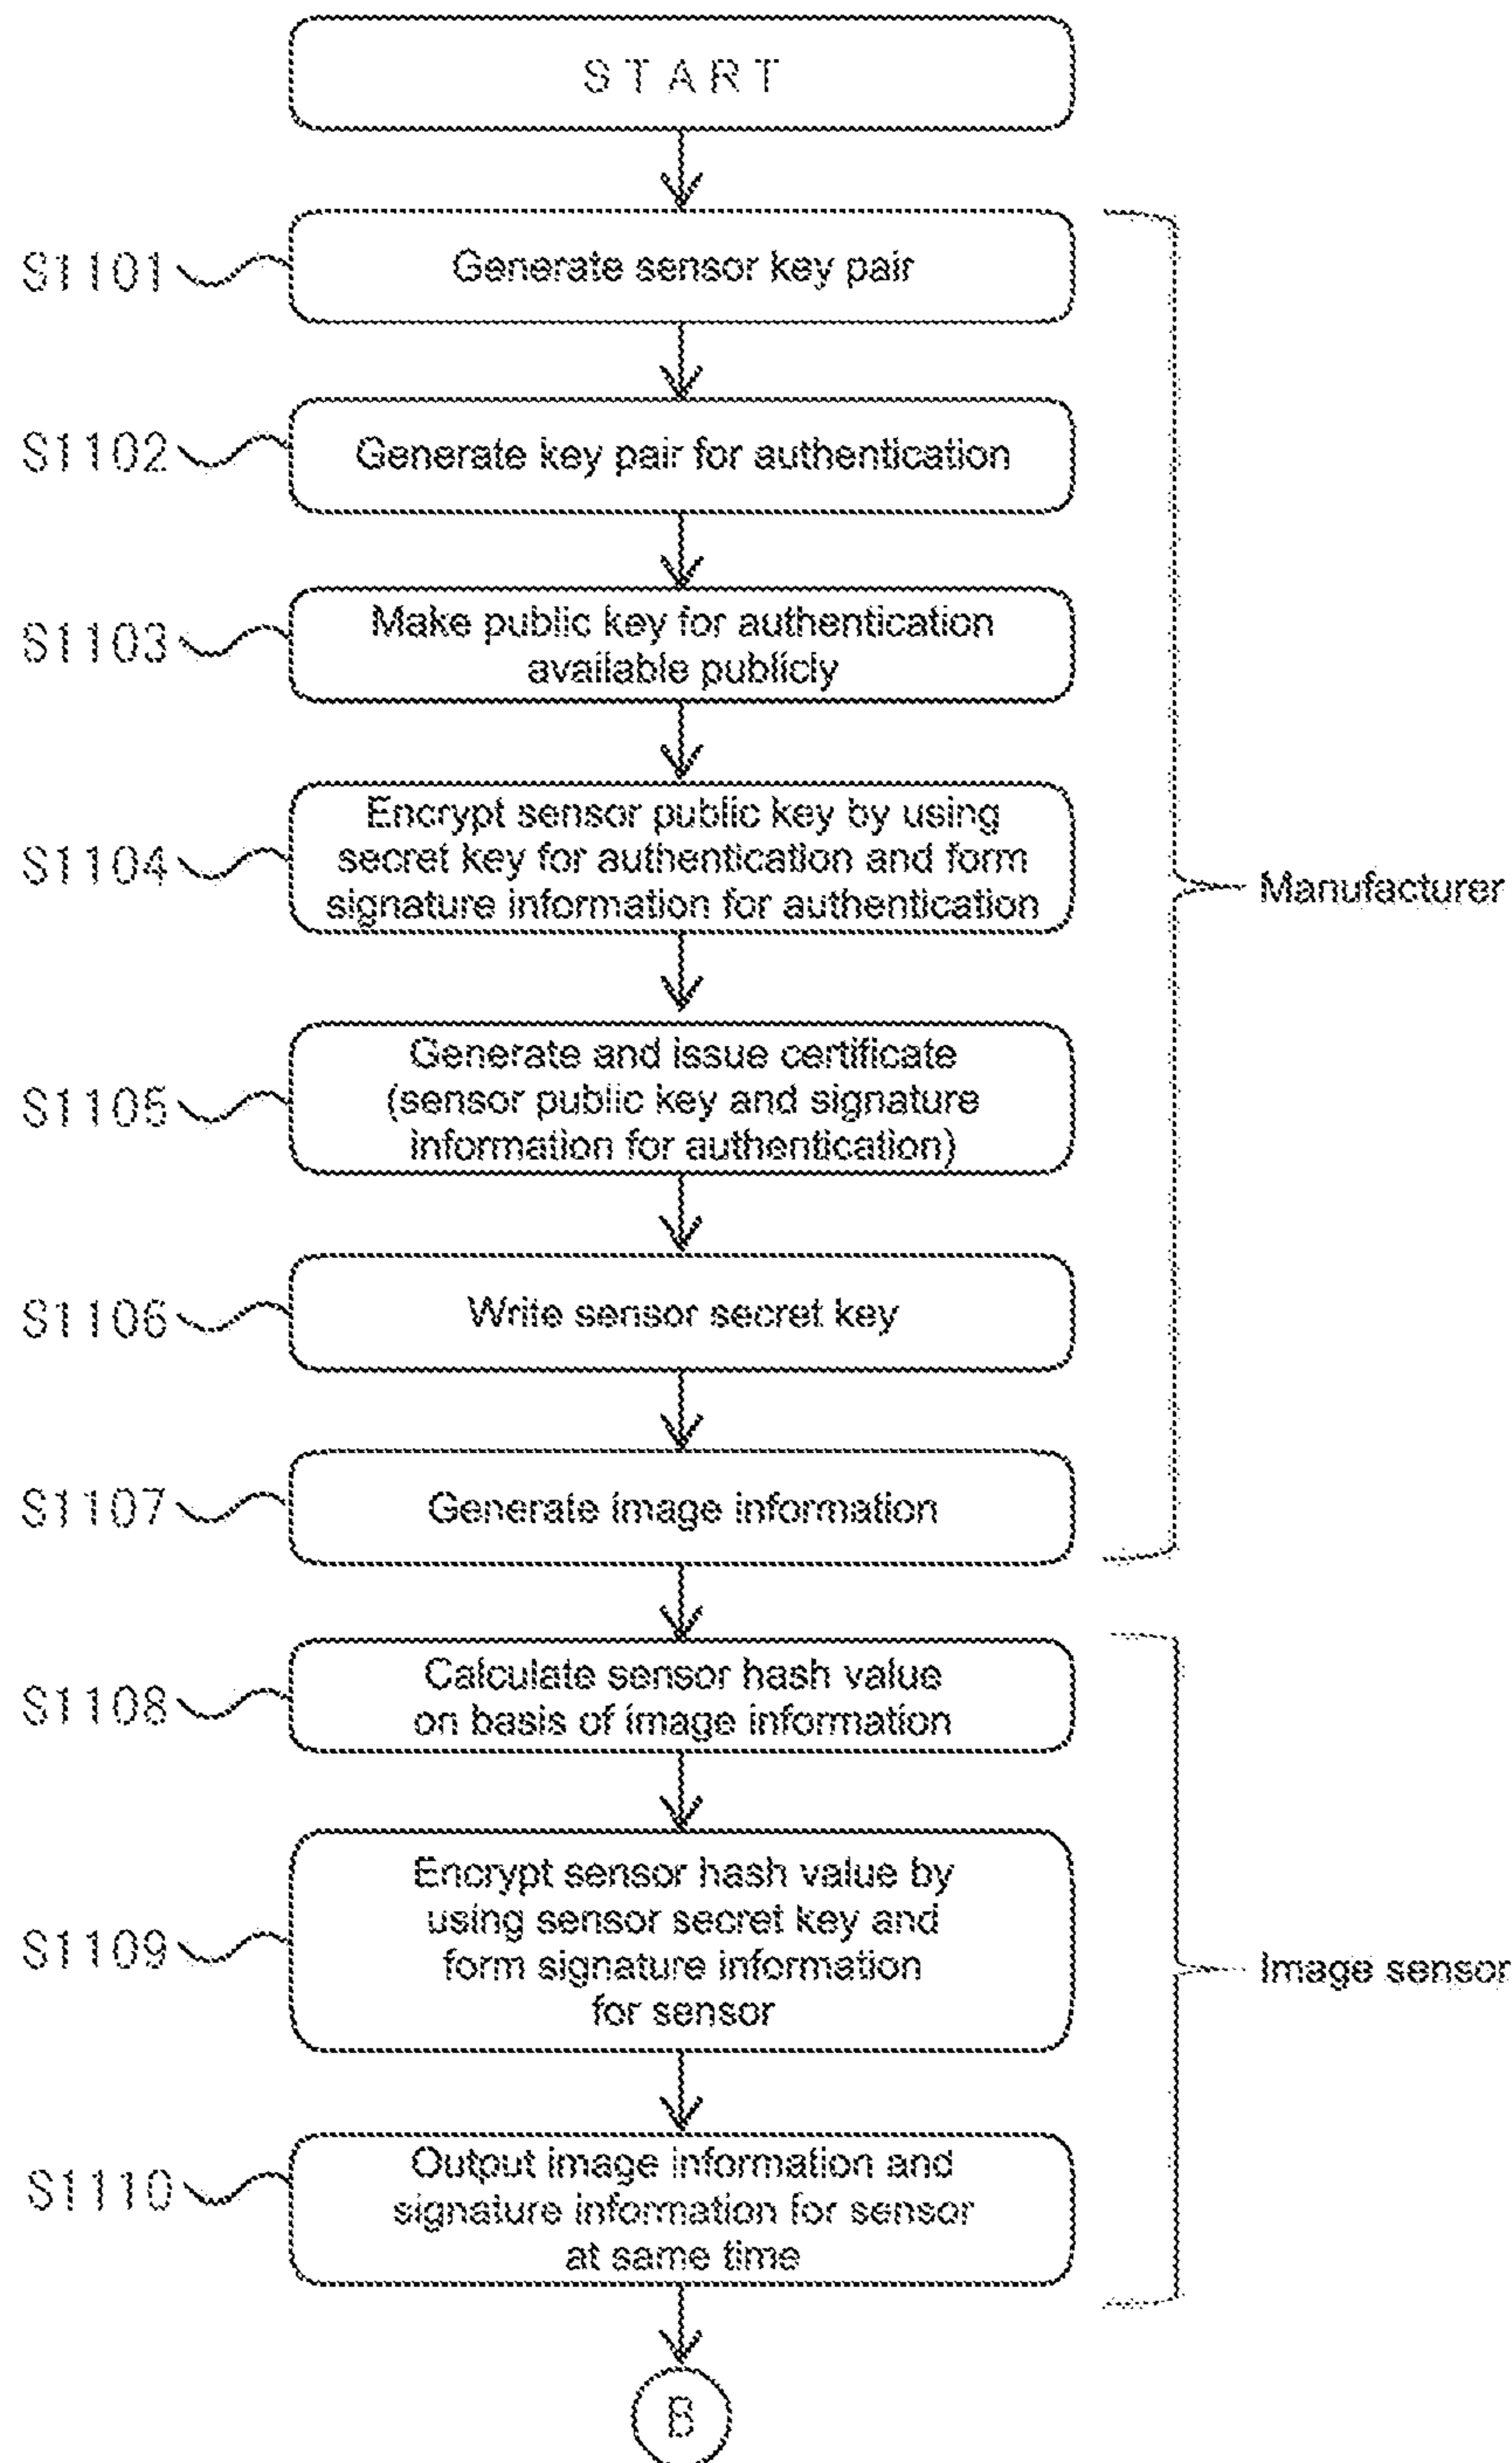 START
S1101
Generate sensor key pair
S1102
Generate key pair for authentication
S1103
Make public key for authentication
available publicly
S1104
Encrypt sensor public key by using
secret key for authentication and form
signature information for authentication
Manufacturer
S1105
Generate and issue certificate
(sensor public key and signature
information for authentication)
S1106
Write sensor secret key
S1107
Generate image information
S1108
Calculate sensor hash value
on basis of image information
S1109
Encrypt sensor hash value by
using sensor secret key and
form signature information
for sensor
Image sensor
S1110
Output image information and
signature information for sensor
at same time
B